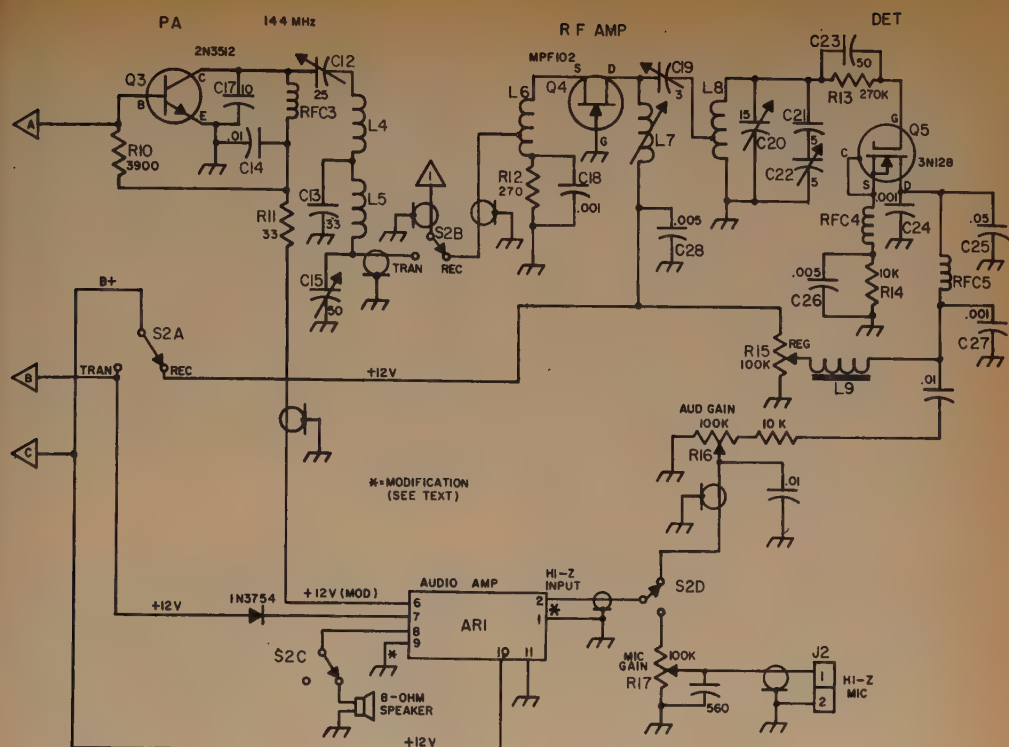 PA
144 MHz
RF AMP
DET
2N3512
Q3
C
B
E
C17
10
RFC3
C12
25
.01
C14
R10
3900
R11
33
L4
C13
33
L5
C15
50
A
1
S2B
TRAN
REC
MPF102
L6
S
D
Q4
G
C19
3
R12
270
C18
.001
L7
.005
C28
L8
15
C20
C21
5
C22
5
C23
50
R13
270K
G
Q5
C
3N128
S
D
.001
C24
RFC4
.005
C26
10K
R14
.05
C25
RFC5
.001
C27
B+
S2A
TRAN
REC
+12V
B
C
R15
100K
REG
L9
.01
AUD GAIN
100K
10K
R16
.01
*=MODIFICATION
(SEE TEXT)
+12V
1N3754
+12V (MOD)
AUDIO AMP
6
7
8
9
AR1
2
1
10
11
HI-Z
INPUT
*
*
S2D
S2C
8-OHM
SPEAKER
MIC
GAIN
100K
R17
560
J2
1
2
HI-Z
MIC
+12V